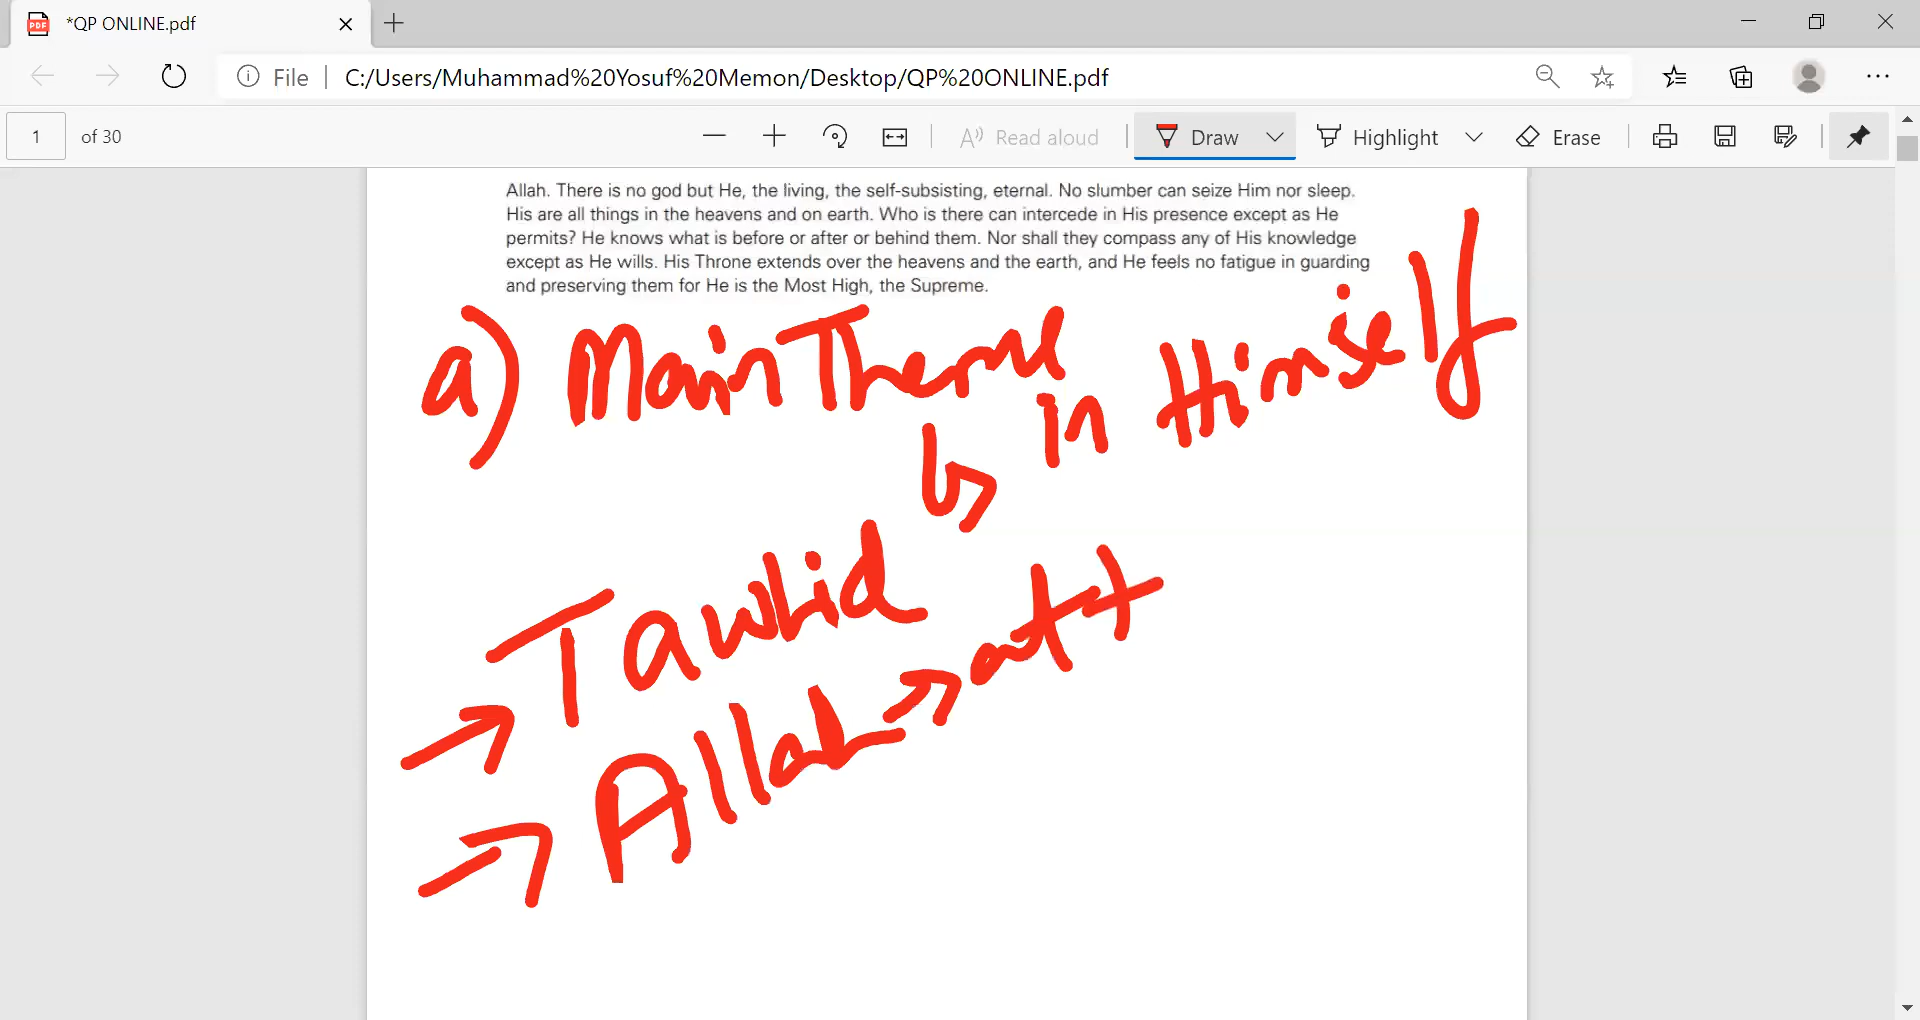 *QP ONLINE.pdf
File | C:/Users/Muhammad%20Yosuf%20Memon/Desktop/QP%20ONLINE.pdf
1 of 30
Read aloud
Draw
Highlight
Erase
Allah. There is no god but He, the living, the self-subsisting, eternal. No slumber can seize Him nor sleep.
His are all things in the heavens and on earth. Who is there can intercede in His presence except as He
permits? He knows what is before or after or behind them. Nor shall they compass any of His knowledge
except as He wills. His Throne extends over the heavens and the earth, and He feels no fatigue in guarding
and preserving them for He is the Most High, the Supreme.
a) Main Theme
in Himself
→ Tawhid
→ Allah → att